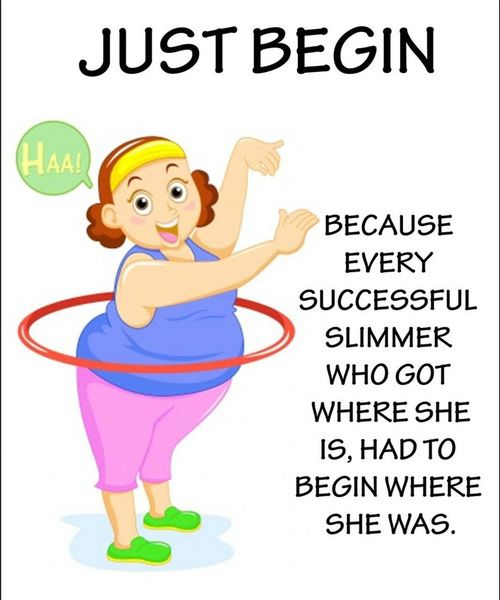 JUST BEGIN
HAA!
BECAUSE
EVERY
SUCCESSFUL
SLIMMER
WHO GOT
WHERE SHE
IS, HAD TO
BEGIN WHERE
SHE WAS.